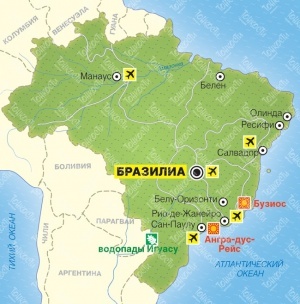 КОЛУМБИЯ
ВЕНЕСУЭЛА
ГАЙАНА
Манаус
Белен
Олинда
Ресифи
Салвадор
ПЕРУ
БРАЗИЛИА
БОЛИВИЯ
Белу-Оризонти
Бузиос
Рио-де-Жанейро
Сан-Паулу
Ангра-дус-
Рейс
ПАРАГВАЙ
водопады Игуасу
ТИХИЙ ОКЕАН
ЧИЛИ
АРГЕНТИНА
АТЛАНТИЧЕСКИЙ
ОКЕАН